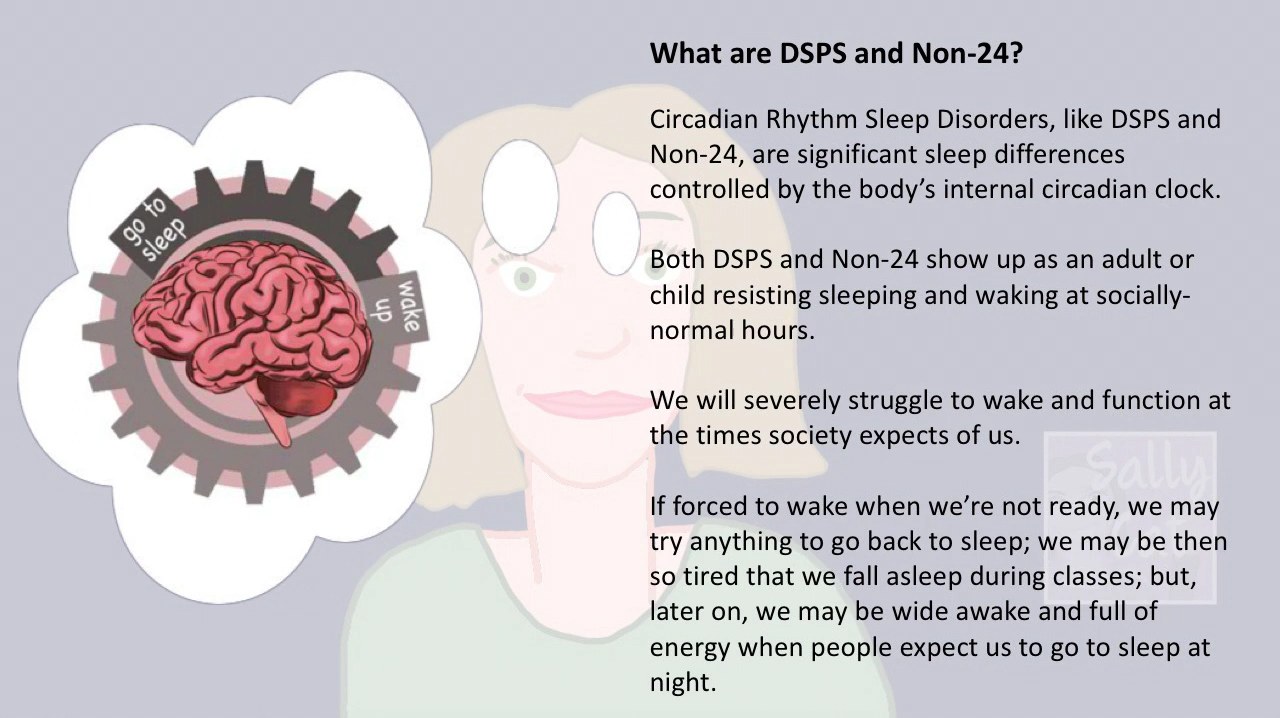 What are DSPS and Non-24?
Circadian Rhythm Sleep Disorders, like DSPS and
Non-24, are significant sleep differences
controlled by the body’s internal circadian clock.
Both DSPS and Non-24 show up as an adult or
child resisting sleeping and waking at socially-
normal hours.
We will severely struggle to wake and function at
the times society expects of us.
If forced to wake when we’re not ready, we may
try anything to go back to sleep; we may be then
so tired that we fall asleep during classes; but,
later on, we may be wide awake and full of
energy when people expect us to go to sleep at
night.
go to
sleep
wake
up
Sally
Cat